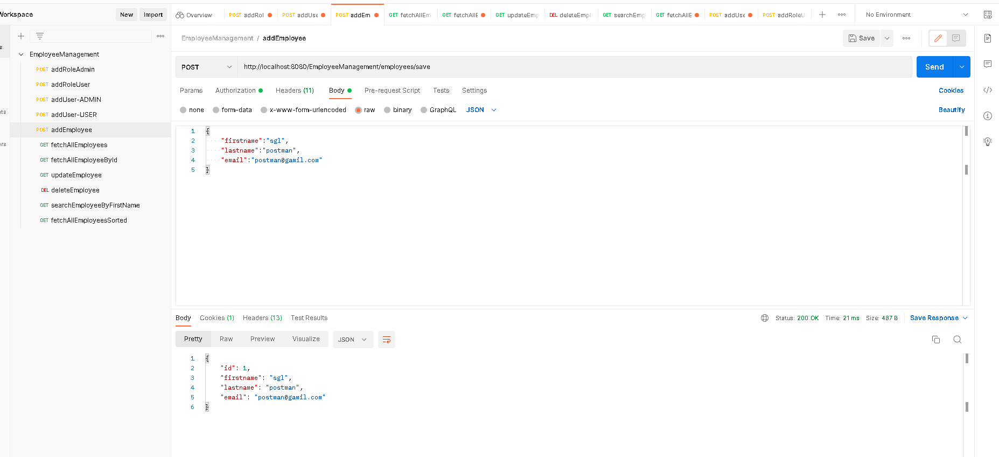 Workspace
New
Import
Overview
POST addRol
POST addUse
POST addEm
GET fetchAllEm
GET fetchAllE
GET updateEmp
DEL deleteEmpl
GET searchEmp
GET fetchAllE
POST addUse
POST addRoleU
No Environment
EmployeeManagement / addEmployee
Save
EmployeeManagement
POST addRoleAdmin
POST addRoleUser
POST addUser-ADMIN
POST addUser-USER
POST addEmployee
GET fetchAllEmployees
GET fetchAllEmployeeById
GET updateEmployee
DEL deleteEmployee
GET searchEmployeeByFirstName
GET fetchAllEmployeesSorted
s
nts
ers
POST
http://localhost:8080/EmployeeManagement/employees/save
Send
Params
Authorization
Headers (11)
Body
Pre-request Script
Tests
Settings
Cookies
none
form-data
x-www-form-urlencoded
raw
binary
GraphQL
JSON
Beautify
1 {
2 "firstname":"sgl",
3 "lastname":"postman",
4 "email":"postman@gamil.com"
5 }
Body
Cookies (1)
Headers (13)
Test Results
Status: 200 OK
Time: 21 ms
Size: 487 B
Save Response
Pretty
Raw
Preview
Visualize
JSON
1 {
2 "id": 1,
3 "firstname": "sgl",
4 "lastname": "postman",
5 "email": "postman@gamil.com"
6 }